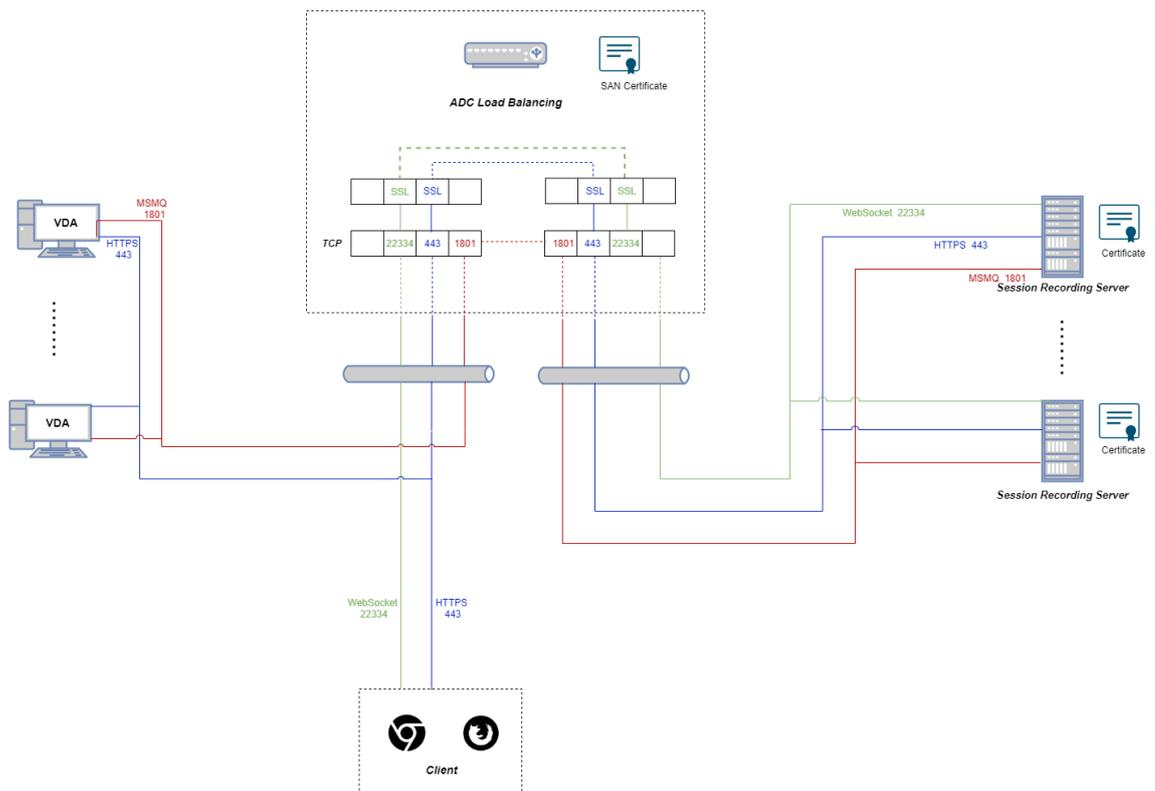 SAN Certificate
ADC Load Balancing
SSL
SSL
SSL
SSL
TCP
22334
443
1801
1801
443
22334
MSMQ
1801
VDA
HTTPS
443
VDA
WebSocket 22334
HTTPS 443
MSMQ 1801
Certificate
Session Recording Server
Certificate
Session Recording Server
WebSocket
22334
HTTPS
443
Client